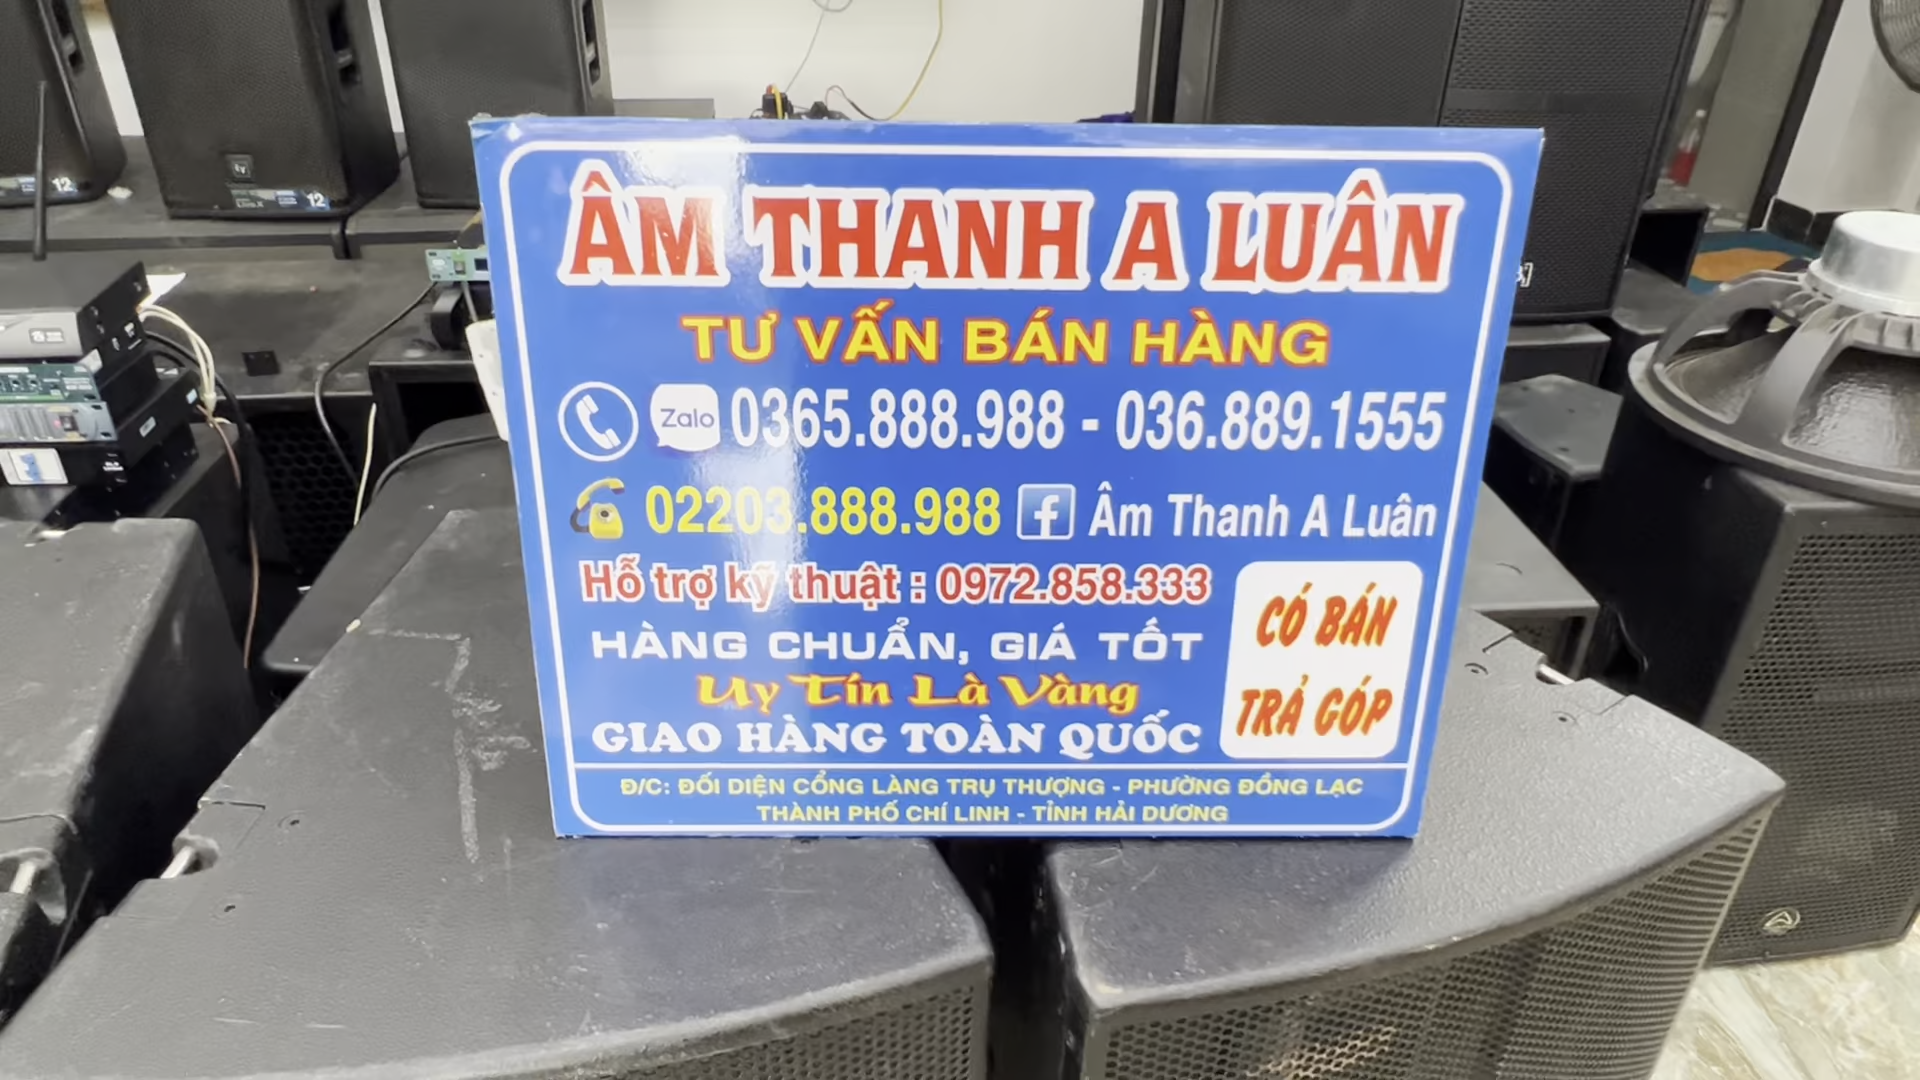 ÂM THANH A LUÂN
TƯ VẤN BÁN HÀNG
Zalo 0365.888.988 - 036.889.1555
02203.888.988 f Âm Thanh A Luân
Hỗ trợ kỹ thuật : 0972.858.333
HÀNG CHUẨN, GIÁ TỐT
Uy Tín Là Vàng
GIAO HÀNG TOÀN QUỐC
CÓ BÁN
TRẢ GÓP
Đ/C: ĐỐI DIỆN CỔNG LÀNG TRỤ THƯỢNG - PHƯỜNG ĐỒNG LẠC
THÀNH PHỐ CHÍ LINH - TỈNH HẢI DƯƠNG
12
12